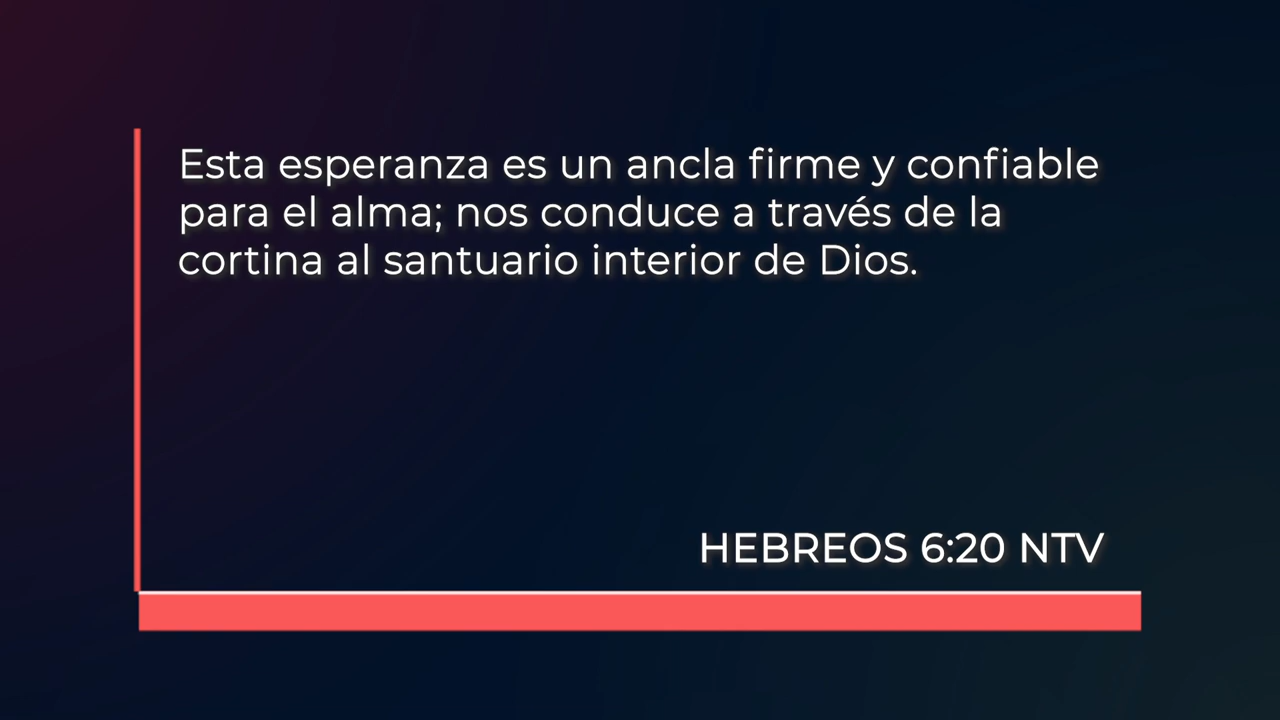 Esta esperanza es un ancla firme y confiable
para el alma; nos conduce a través de la
cortina al santuario interior de Dios.
HEBREOS 6:20 NTV